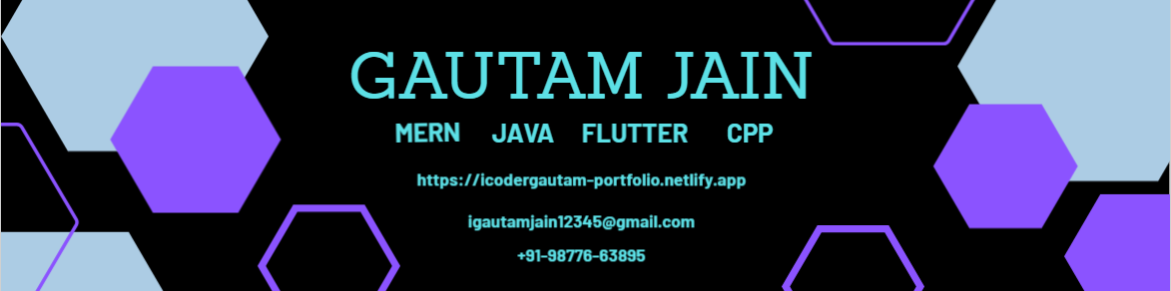 GAUTAM JAIN
MERN JAVA FLUTTER CPP
https://icodergautam-portfolio.netlify.app
igautamjain12345@gmail.com
+91-98776-63895